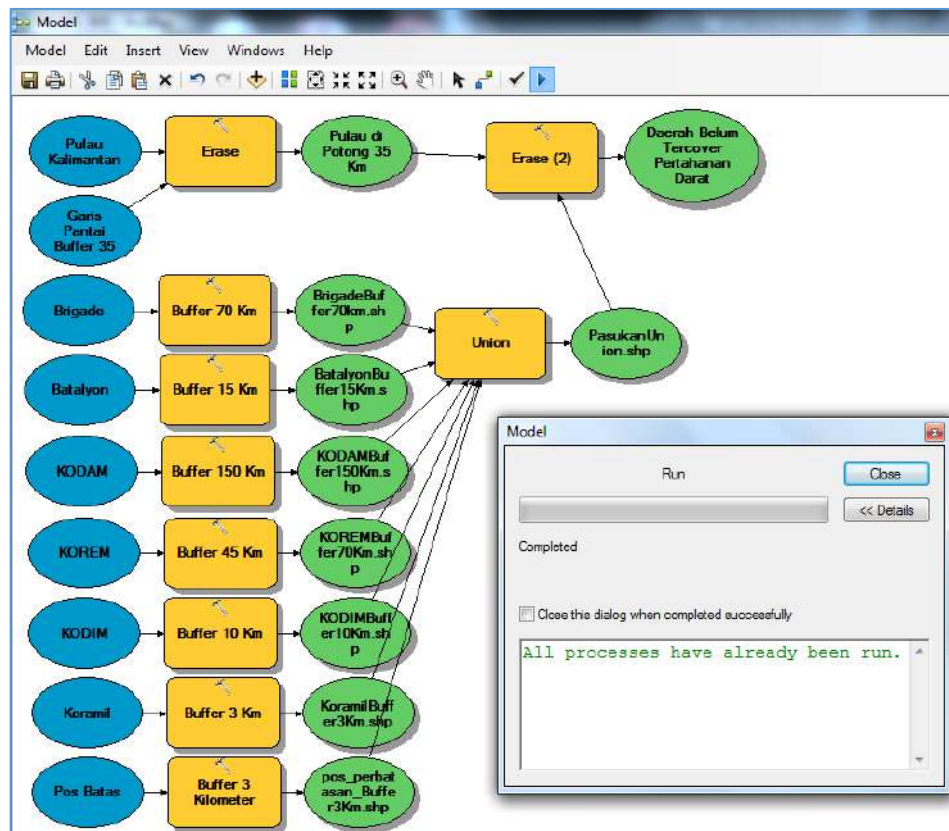 Model
Model Edit Insert View Windows Help
Pulau
Kalimantan
Erase
Pulau di
Potong 35
Km
Erase (2)
Daerah Belum
Tercover
Pertahanan
Darat
Garis
Pantai
Buffer 35
Brigade
Buffer 70 Km
BrigadeBuf
fer70km.sh
p
Union
PasukanUn
ion.shp
Batalyon
Buffer 15 Km
BatalyonBu
ffer15Km.s
hp
KODAM
Buffer 150 Km
KODAMBuf
fer150Km.s
hp
KOREM
Buffer 45 Km
KOREMBuf
fer70Km.sh
p
KODIM
Buffer 10 Km
KODIMBuff
er10Km.sh
p
Koramil
Buffer 3 Km
KoramilBuff
er3Km.shp
Pos Batas
Buffer 3
Kilometer
pos_perbat
asan_Buffe
r3Km.shp
Model
Run
Close
<< Details
Completed
Close this dialog when completed successfully
All processes have already been run.